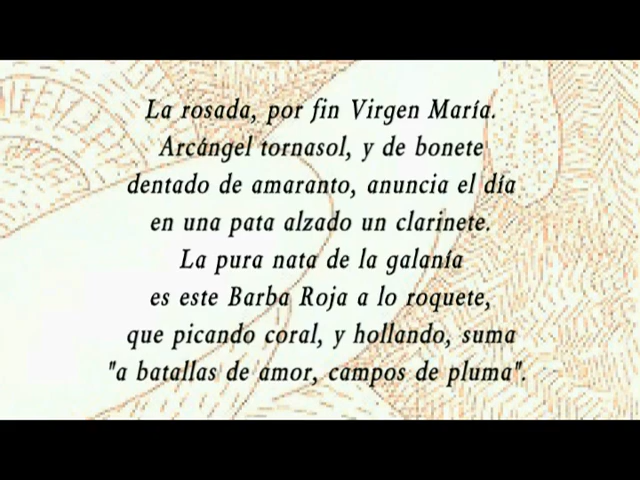 La rosada, por fin Virgen María.
Arcángel tornasol, y de bonete
dentado de amaranto, anuncia el día
en una pata alzado un clarinete.
La pura nata de la galanía
es este Barba Roja a lo roquete,
que picando coral, y hollando, suma
"a batallas de amor, campos de pluma".